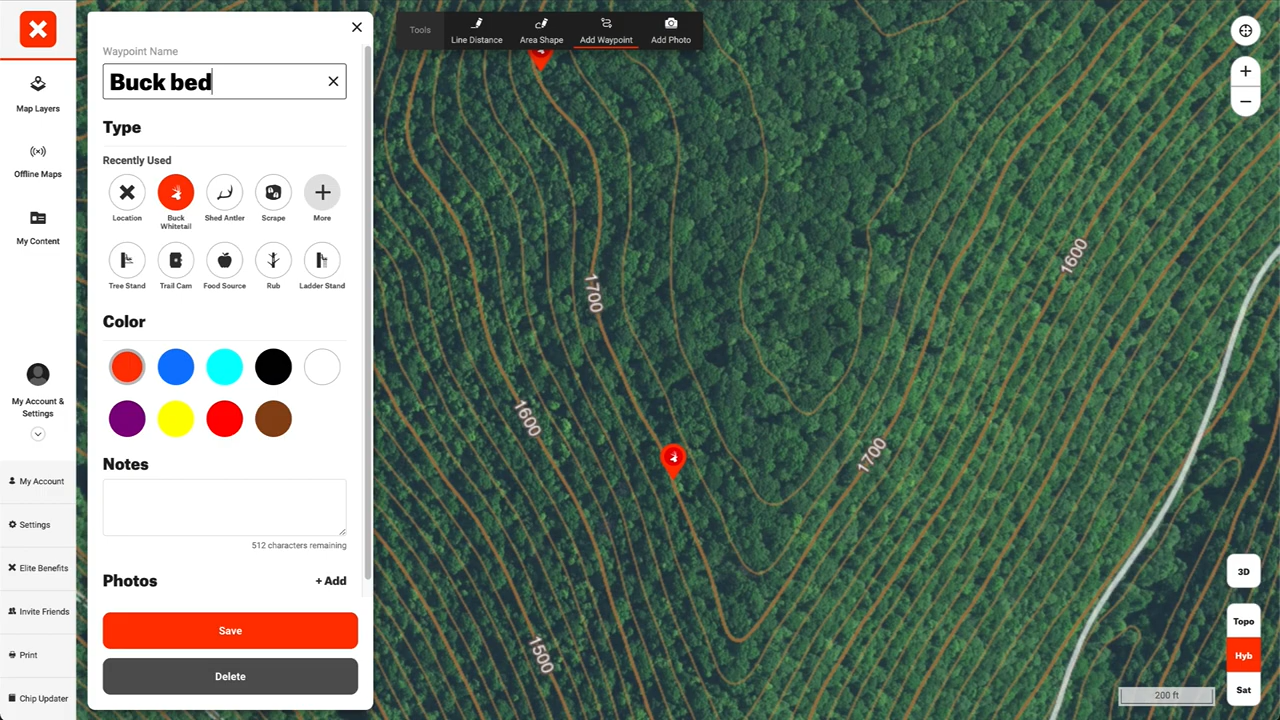 Map Layers
Offline Maps
My Content
My Account &
Settings
My Account
Settings
Elite Benefits
Invite Friends
Print
Chip Updater
Waypoint Name
Buck bed
Type
Recently Used
Location
Buck
Whitetail
Shed Antler
Scrape
More
Tree Stand
Trail Cam
Food Source
Rub
Ladder Stand
Color
Notes
512 characters remaining
Photos
+ Add
Save
Delete
Tools
Line Distance
Area Shape
Add Waypoint
Add Photo
1600
1700
1600
1700
1500
3D
Topo
Hyb
Sat
200 ft